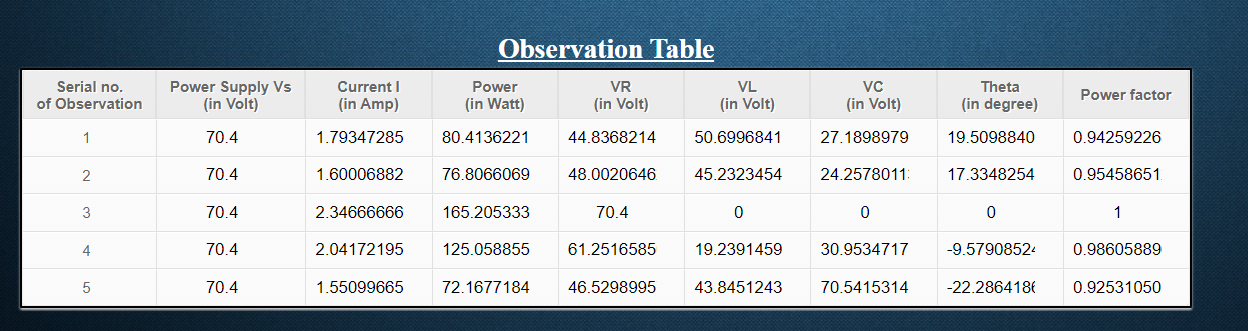 Observation Table
Serial no. of Observation Power Supply Vs (in Volt) Current I (in Amp) Power (in Watt) VR (in Volt) VL (in Volt) VC (in Volt) Theta (in degree) Power factor
1 70.4 1.79347285 80.4136221 44.8368214 50.6996841 27.1898979 19.5098840 0.94259226
2 70.4 1.60006882 76.8066069 48.0020646 45.2323454 24.2578011 17.3348254 0.95458651
3 70.4 2.34666666 165.205333 70.4 0 0 0 1
4 70.4 2.04172195 125.058855 61.2516585 19.2391459 30.9534717 -9.5790852 0.98605889
5 70.4 1.55099665 72.1677184 46.5298995 43.8451243 70.5415314 -22.286418 0.92531050